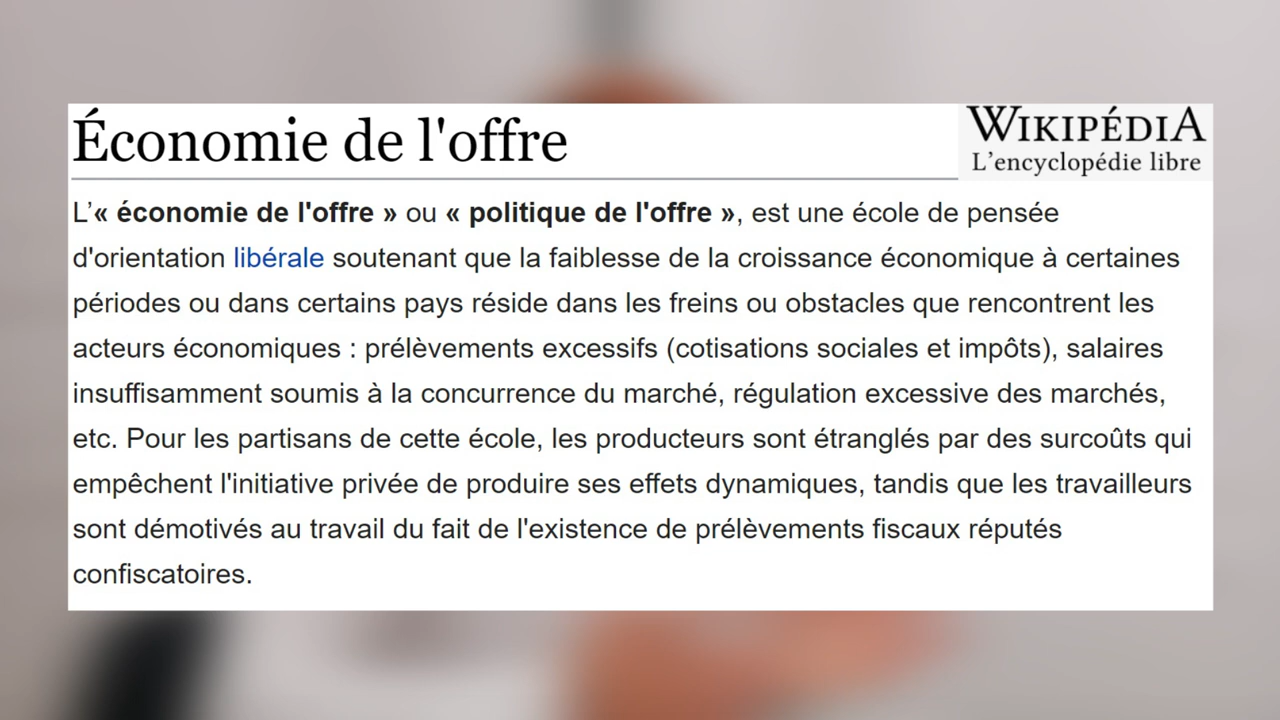 Économie de l'offre
WIKIPÉDIA
L'encyclopédie libre
L'« économie de l'offre » ou « politique de l'offre », est une école de pensée
d'orientation libérale soutenant que la faiblesse de la croissance économique à certaines
périodes ou dans certains pays réside dans les freins ou obstacles que rencontrent les
acteurs économiques : prélèvements excessifs (cotisations sociales et impôts), salaires
insuffisamment soumis à la concurrence du marché, régulation excessive des marchés,
etc. Pour les partisans de cette école, les producteurs sont étranglés par des surcoûts qui
empêchent l'initiative privée de produire ses effets dynamiques, tandis que les travailleurs
sont démotivés au travail du fait de l'existence de prélèvements fiscaux réputés
confiscatoires.